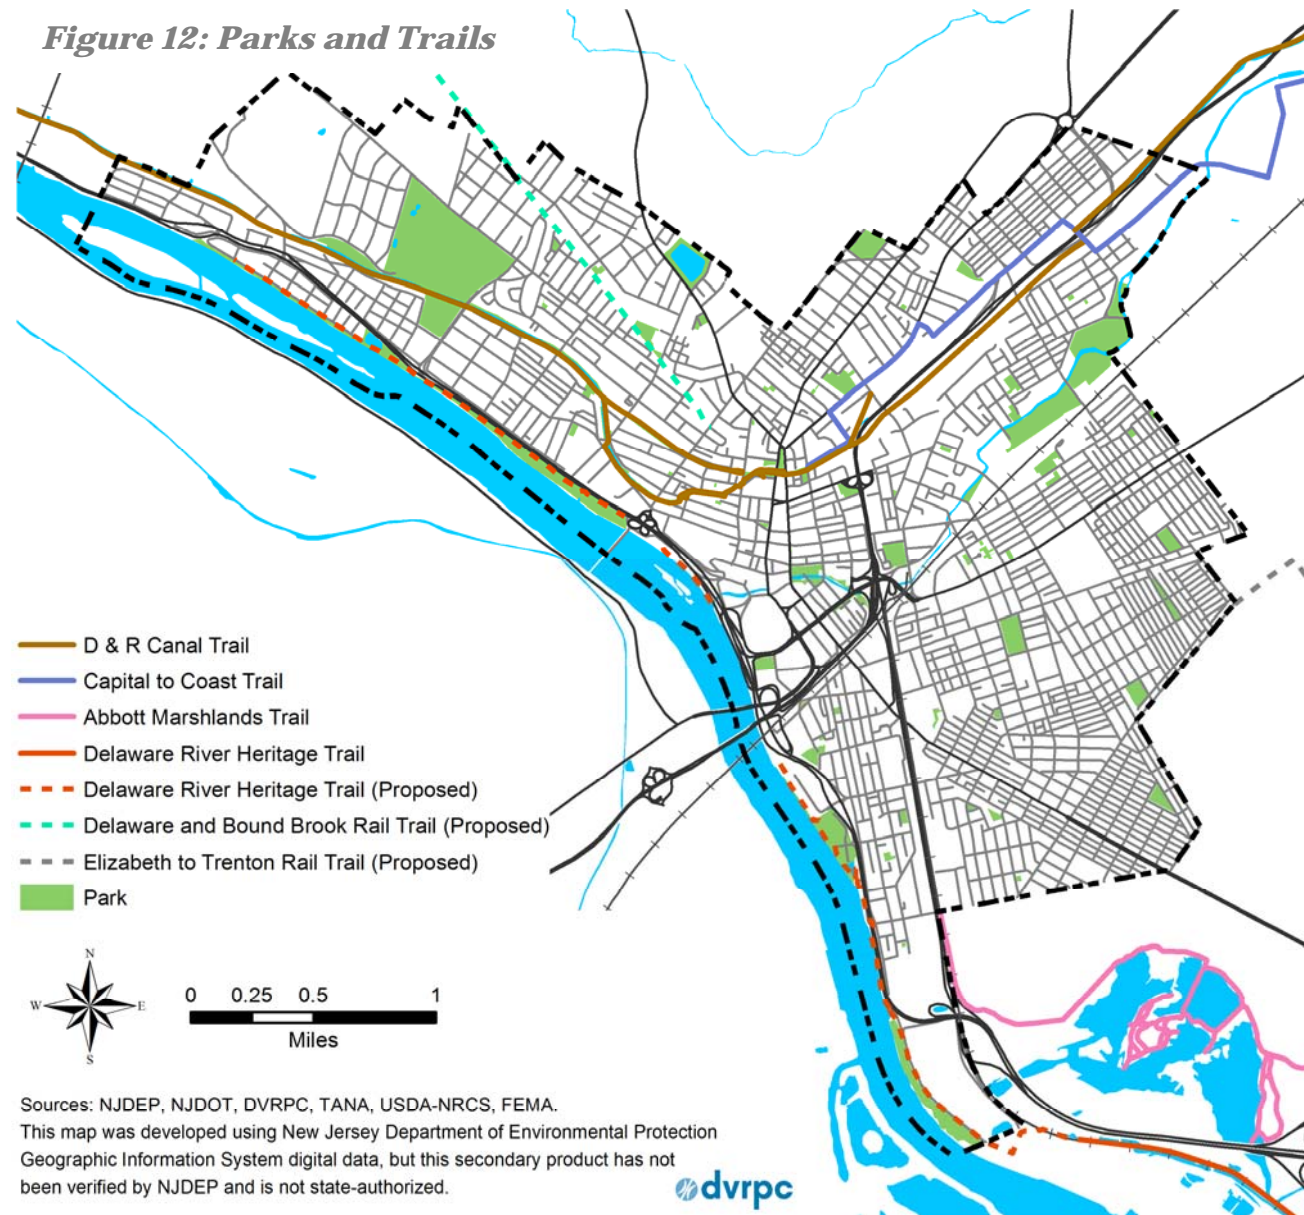 Figure 12: Parks and Trails
D & R Canal Trail
Capital to Coast Trail
Abbott Marshlands Trail
Delaware River Heritage Trail
Delaware River Heritage Trail (Proposed)
Delaware and Bound Brook Rail Trail (Proposed)
Elizabeth to Trenton Rail Trail (Proposed)
Park
N
W E
S
0 0.25 0.5 1
Miles
Sources: NJDEP, NJDOT, DVRPC, TANA, USDA-NRCS, FEMA.
This map was developed using New Jersey Department of Environmental Protection
Geographic Information System digital data, but this secondary product has not
been verified by NJDEP and is not state-authorized.
dvrpc